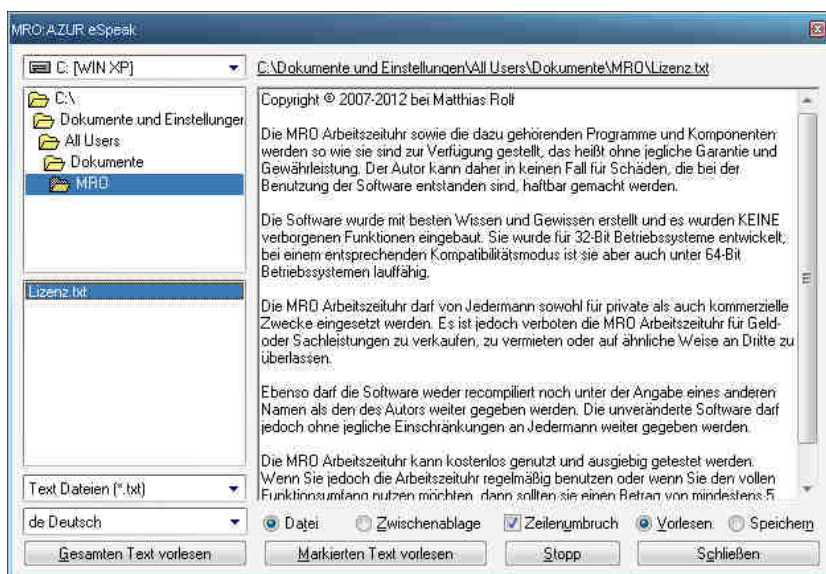 MRO:AZUR eSpeak
C: [WIN XP]
C:\Dokumente und Einstellungen\All Users\Dokumente\MRO\Lizenz.txt
C:\
Dokumente und Einstellunger
All Users
Dokumente
MRO
Lizenz.txt
Text Dateien (*.txt)
de Deutsch
Copyright © 2007-2012 bei Matthias Rolf
Die MRO Arbeitszeituhr sowie die dazu gehörenden Programme und Komponenten
werden so wie sie sind zur Verfügung gestellt, das heißt ohne jegliche Garantie und
Gewährleistung. Der Autor kann daher in keinen Fall für Schäden, die bei der
Benutzung der Software entstanden sind, haftbar gemacht werden.
Die Software wurde mit besten Wissen und Gewissen erstellt und es wurden KEINE
verborgenen Funktionen eingebaut. Sie wurde für 32-Bit Betriebssysteme entwickelt,
bei einem entsprechenden Kompatibilitätsmodus ist sie aber auch unter 64-Bit
Betriebssystemen lauffähig.
Die MRO Arbeitszeituhr darf von Jedermann sowohl für private als auch kommerzielle
Zwecke eingesetzt werden. Es ist jedoch verboten die MRO Arbeitszeituhr für Geld-
oder Sachleistungen zu verkaufen, zu vermieten oder auf ähnliche Weise an Dritte zu
überlassen.
Ebenso darf die Software weder recompiliert noch unter der Angabe eines anderen
Namen als den des Autors weiter gegeben werden. Die unveränderte Software darf
jedoch ohne jegliche Einschränkungen an Jedermann weiter gegeben werden.
Die MRO Arbeitszeituhr kann kostenlos genutzt und ausgiebig getestet werden.
Wenn Sie jedoch die Arbeitszeituhr regelmäßig benutzen oder wenn Sie den vollen
Funktionsumfang nutzen möchten, dann sollten sie einen Betrag von mindestens 5
Datei Zwischenablage Zeilenumbruch Vorlesen Speichern
Gesamten Text vorlesen Markierten Text vorlesen Stopp Schließen